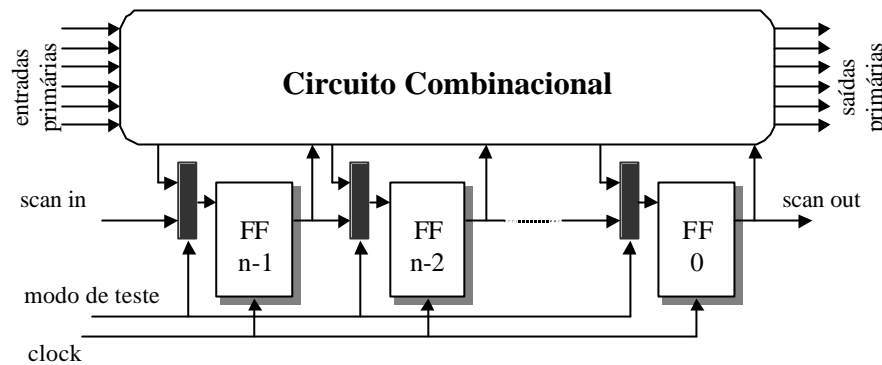 entradas
primárias
Circuito Combinacional
saídas
primárias
scan in
FF
n-1
FF
n-2
FF
0
scan out
modo de teste
clock